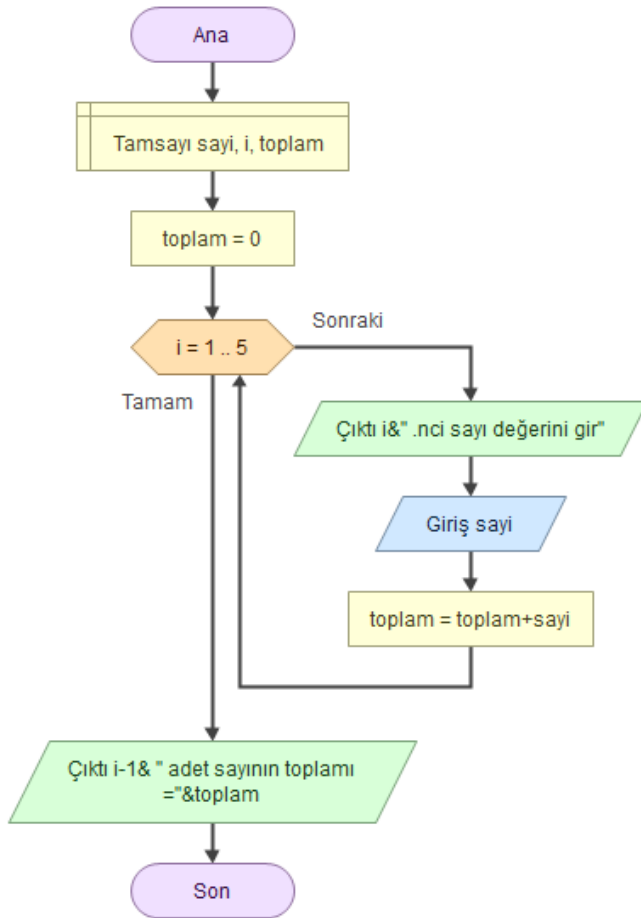 Ana
Tamsayı sayi, i, toplam
toplam = 0
i = 1 .. 5
Sonraki
Tamam
Çıktı i&" .nci sayı değerini gir"
Giriş sayi
toplam = toplam+sayi
Çıktı i-1& " adet sayının toplamı
="&toplam
Son